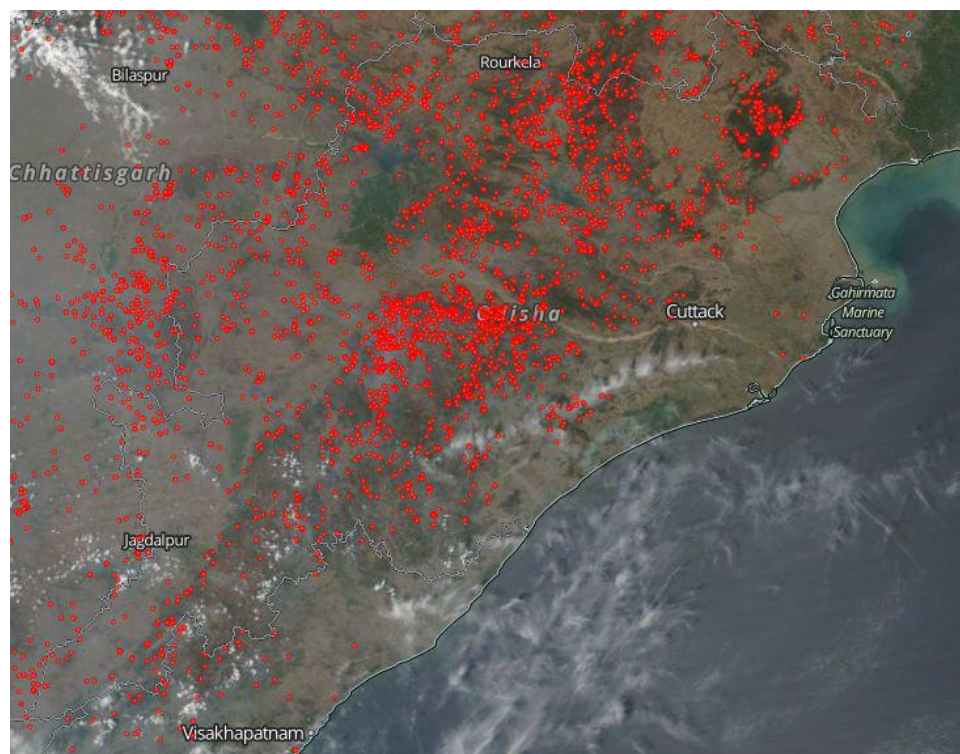 Rourkela
Bilaspur
Chhattisgarh
Gahirmata
Marine
Sanctuary
Cuttack
Jagdalpur
Visakhapatnam